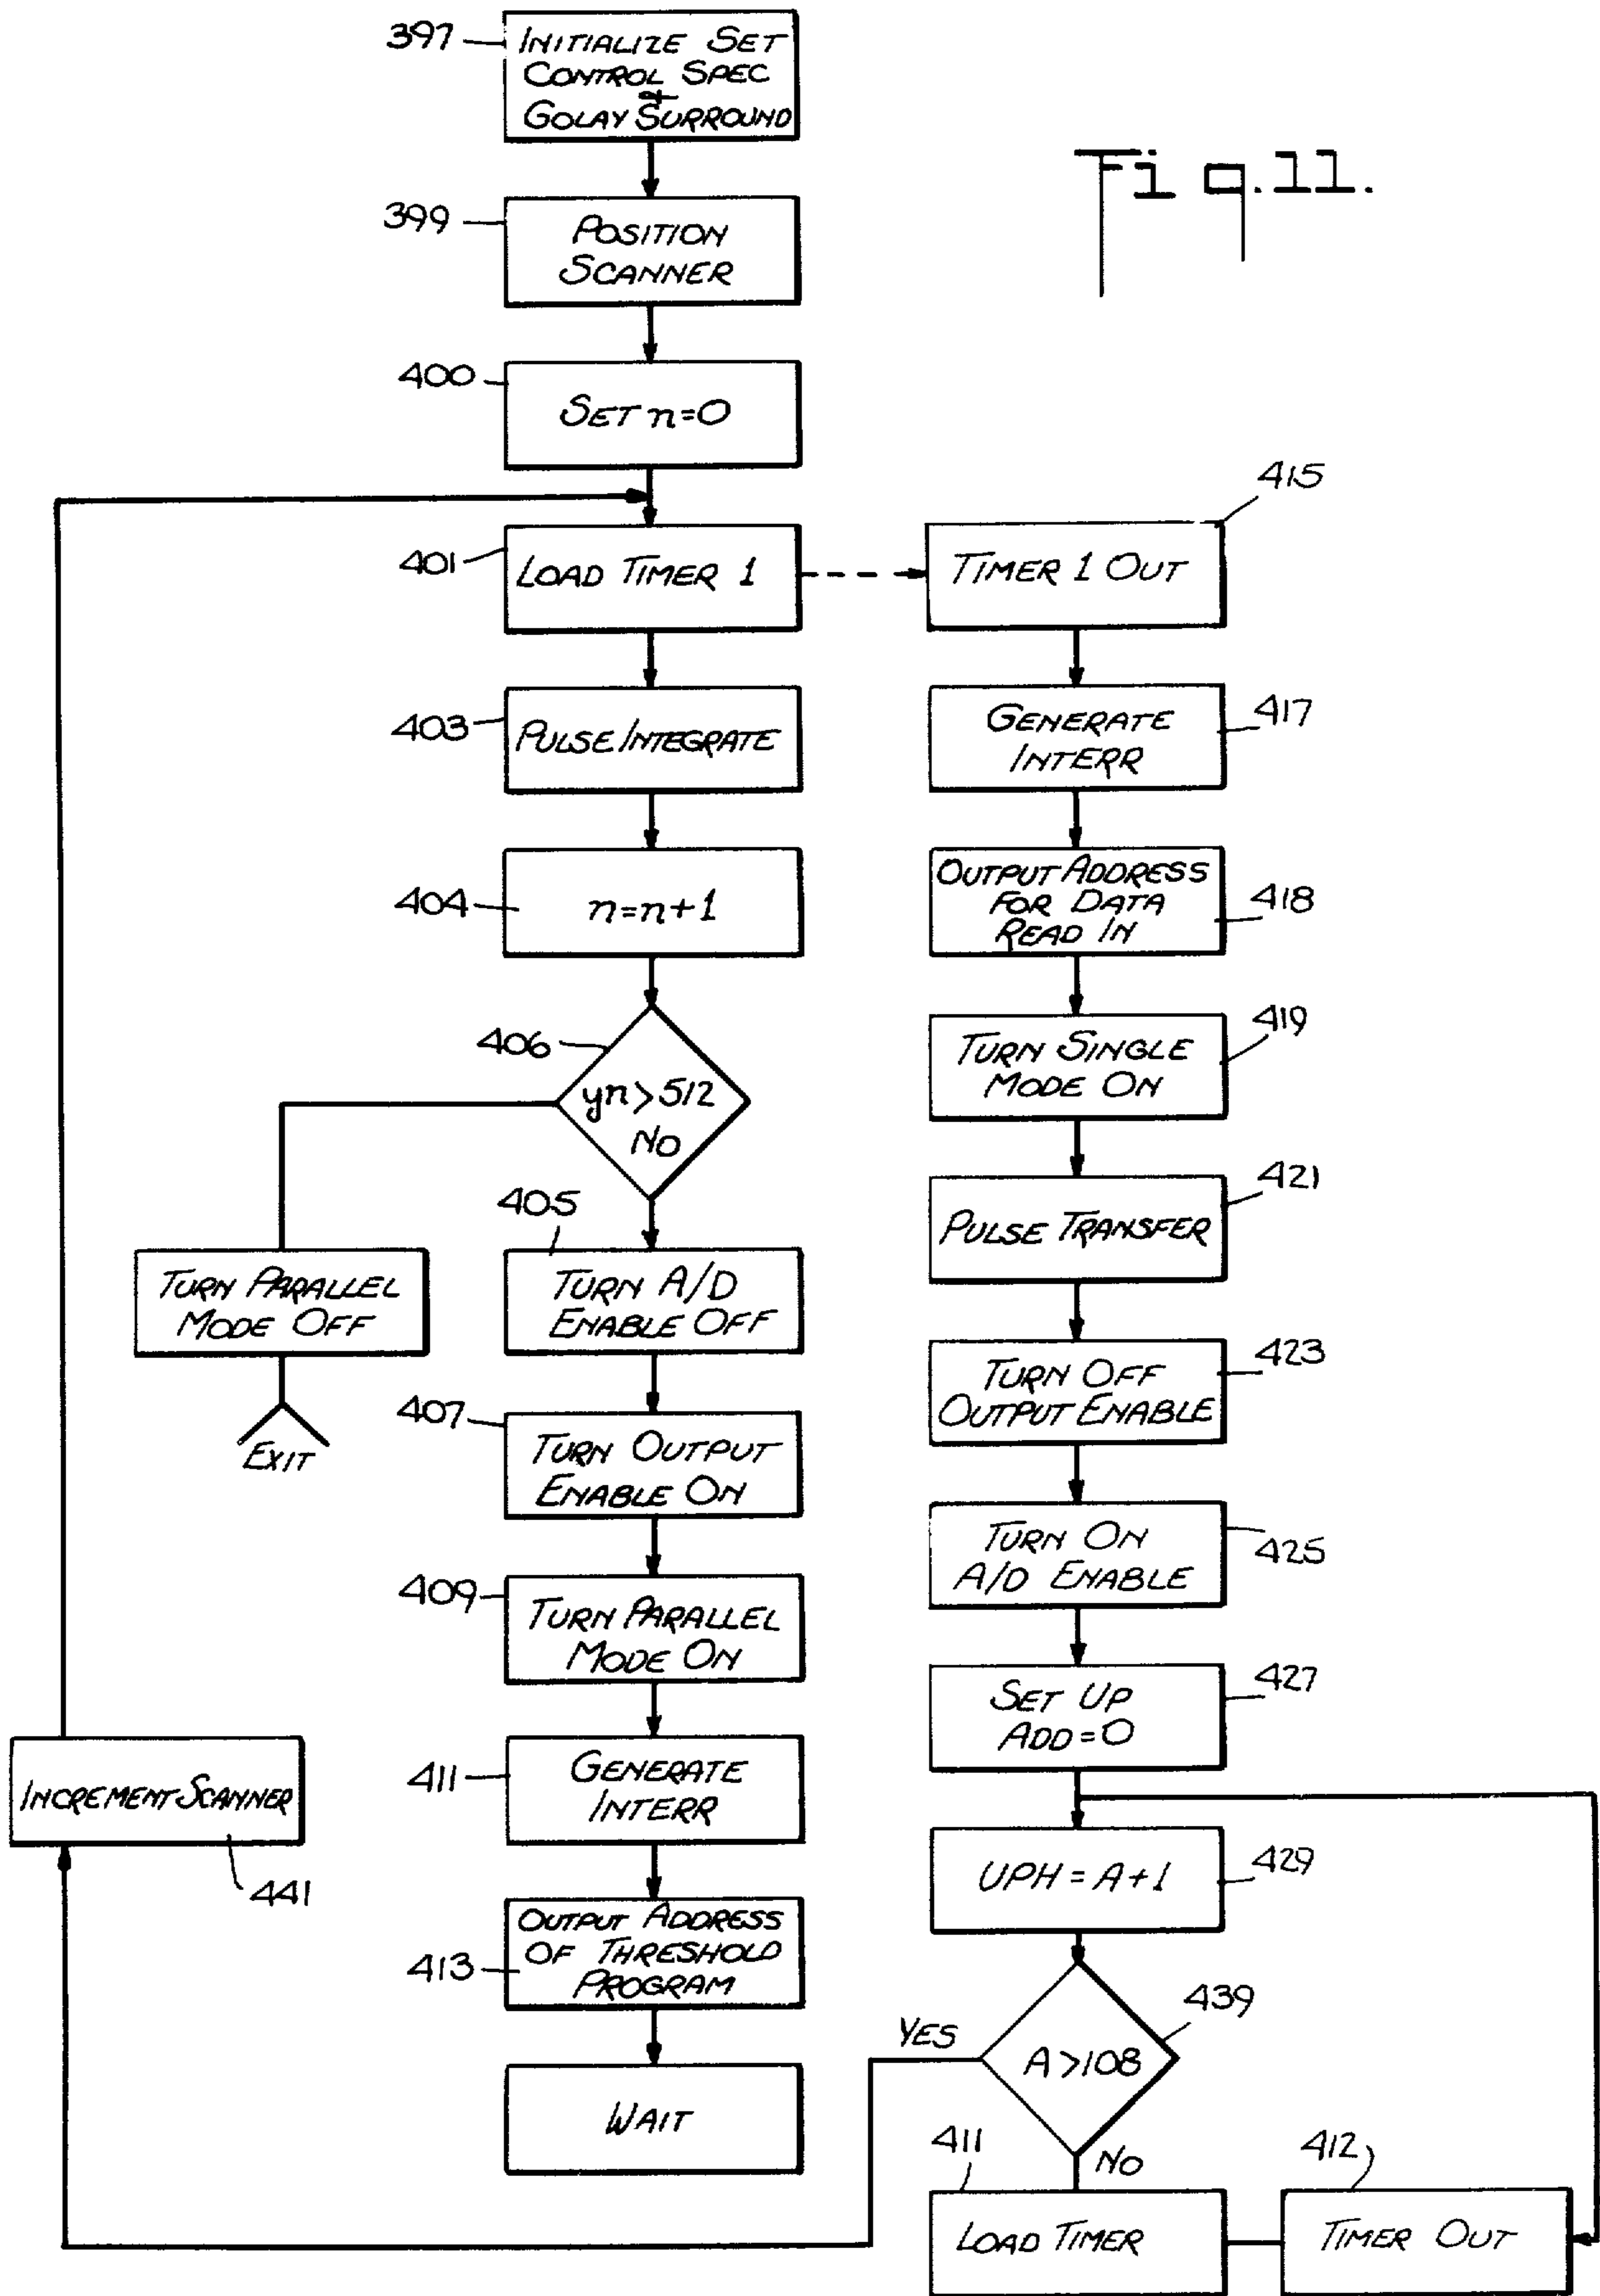 Fig.11.
397
INITIALIZE SET
CONTROL SPEC
+
GOLAY SURROUND
399
POSITION
SCANNER
400
SET n=0
401
LOAD TIMER 1
403
PULSE INTEGRATE
404
n=n+1
406
yn>512
NO
TURN PARALLEL
MODE OFF
EXIT
405
TURN A/D
ENABLE OFF
407
TURN OUTPUT
ENABLE ON
409
TURN PARALLEL
MODE ON
411
GENERATE
INTERR
413
OUTPUT ADDRESS
OF THRESHOLD
PROGRAM
WAIT
415
TIMER 1 OUT
417
GENERATE
INTERR
418
OUTPUT ADDRESS
FOR DATA
READ IN
419
TURN SINGLE
MODE ON
421
PULSE TRANSFER
423
TURN OFF
OUTPUT ENABLE
425
TURN ON
A/D ENABLE
427
SET UP
ADD=0
429
UPH=A+1
439
A>108
YES
NO
411
LOAD TIMER
412
TIMER OUT
INCREMENT SCANNER
441